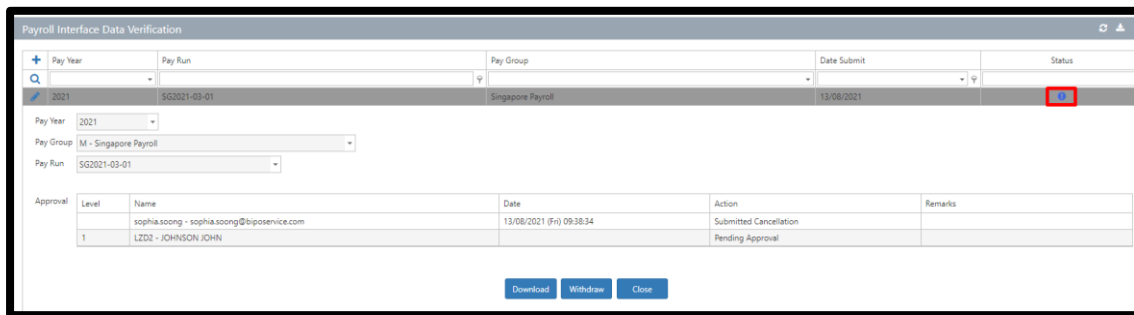 Payroll Interface Data Verification
Pay Year Pay Run Pay Group Date Submit Status
2021 SG2021-03-01 Singapore Payroll 13/08/2021
Pay Year 2021
Pay Group M - Singapore Payroll
Pay Run SG2021-03-01
Approval Level Name Date Action Remarks
sophia.soong - sophia.soong@biposervice.com 13/08/2021 (Fri) 09:38:34 Submitted Cancellation
1 LZD2 - JOHNSON JOHN Pending Approval
Download Withdraw Close